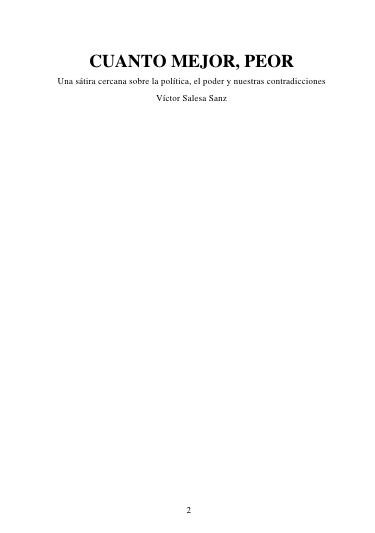 CUANTO MEJOR, PEOR
Una sátira cercana sobre la política, el poder y nuestras contradicciones
Víctor Salesa Sanz
2